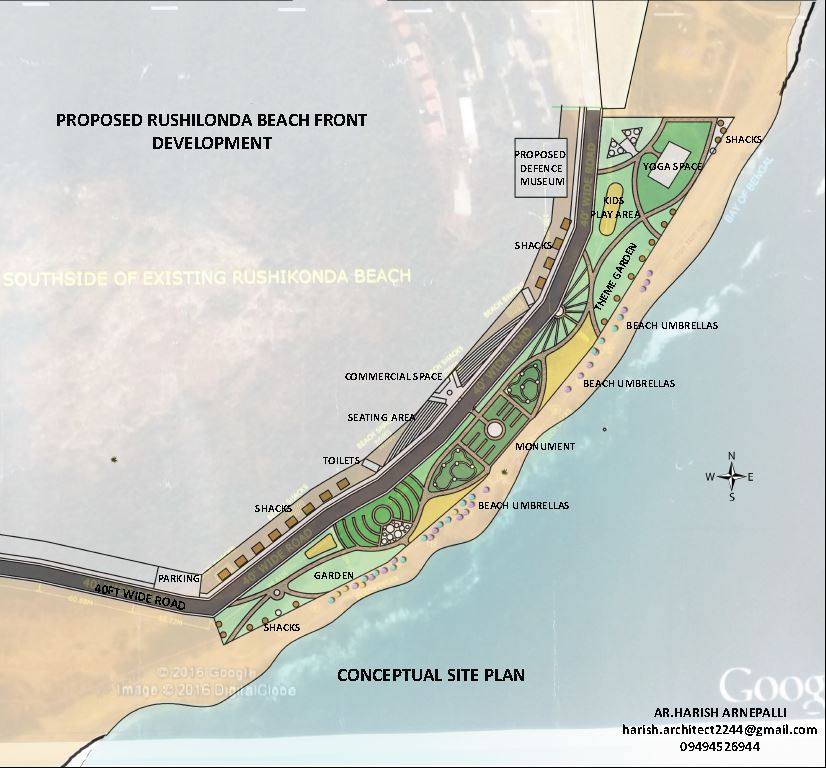 PROPOSED RUSHILONDA BEACH FRONT
DEVELOPMENT
PROPOSED
DEFENCE
MUSEUM
40' WIDE ROAD
SHACKS
YOGA SPACE
BAY OF BENGAL
KIDS
PLAY AREA
SHACKS
THEME GARDEN
SOUTHSIDE OF EXISTING RUSHIKONDA BEACH
BEACH UMBRELLAS
40' WIDE ROAD
COMMERCIAL SPACE
BEACH UMBRELLAS
SEATING AREA
MONUMENT
TOILETS
N
W E
S
SHACKS
BEACH UMBRELLAS
40' WIDE ROAD
PARKING
GARDEN
40FT WIDE ROAD
SHACKS
© 2016 Google
Image © 2016 DigitalGlobe
CONCEPTUAL SITE PLAN
Goog
AR.HARISH ARNEPALLI
harish.architect2244@gmail.com
09494526944